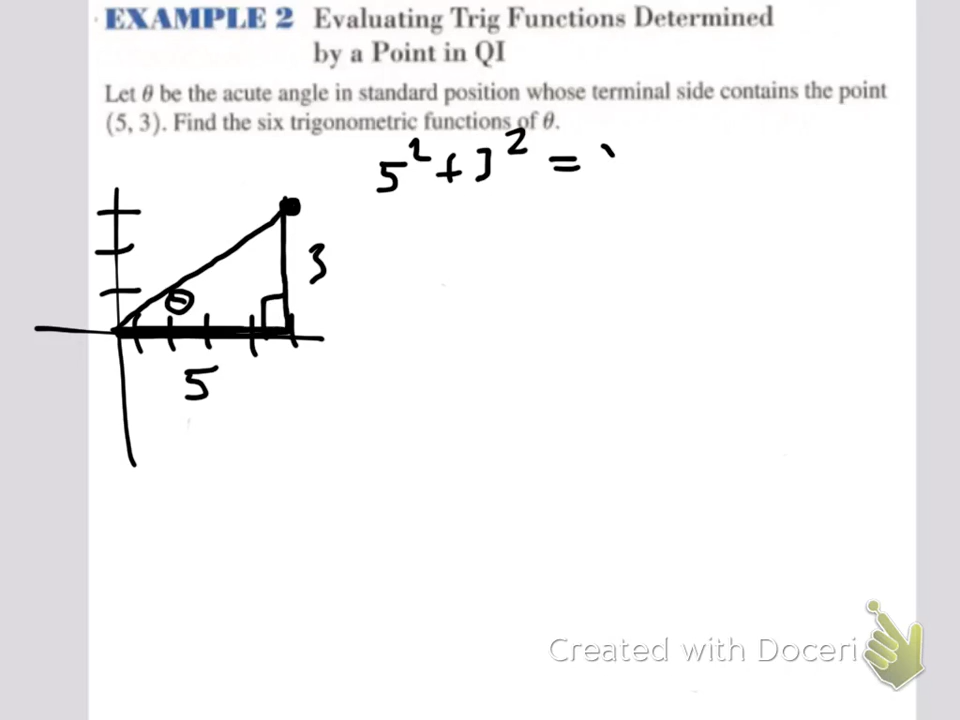 EXAMPLE 2 Evaluating Trig Functions Determined
by a Point in QI
Let θ be the acute angle in standard position whose terminal side contains the point
(5, 3). Find the six trigonometric functions of θ.
5² + 3² =
3
θ
5
Created with Doceri